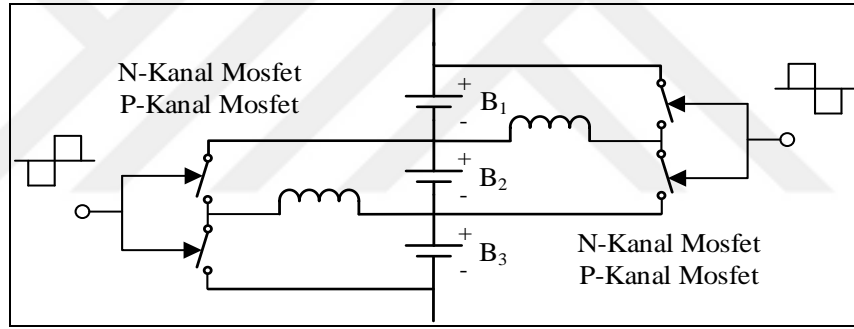 N-Kanal Mosfet
P-Kanal Mosfet
+
- B₁
+
- B₂
+
- B₃
N-Kanal Mosfet
P-Kanal Mosfet